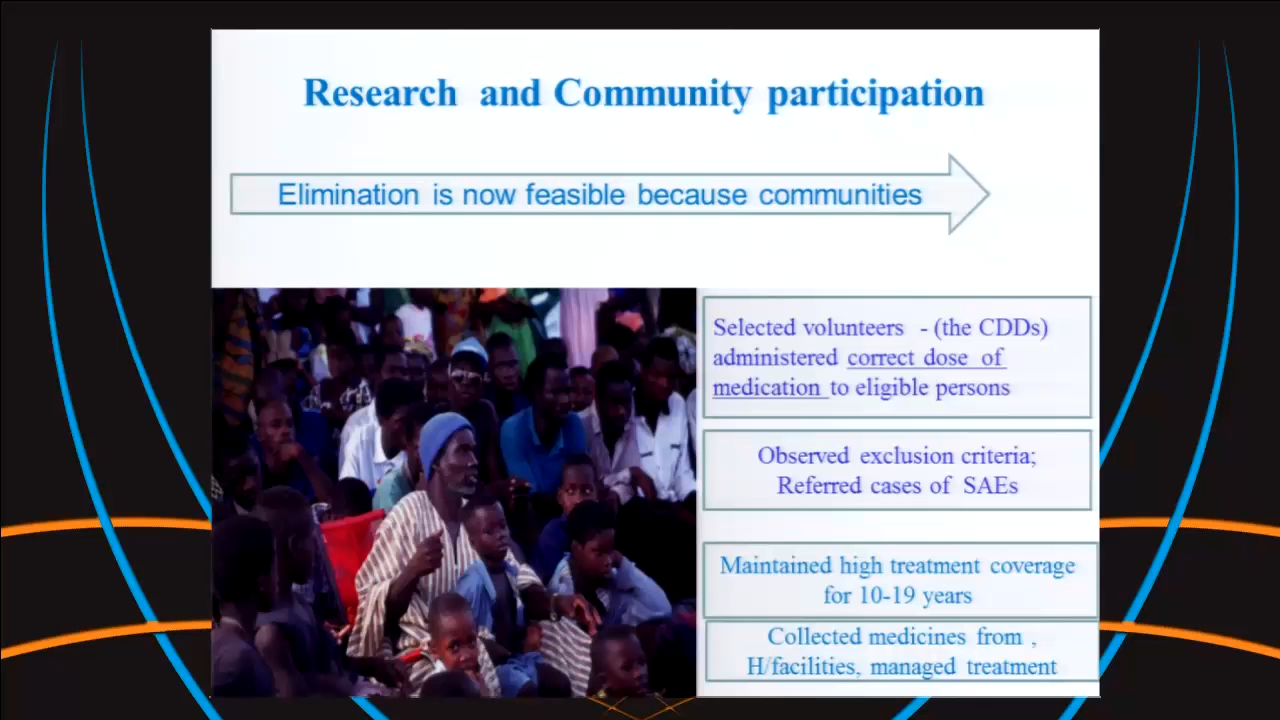 Research and Community participation
Elimination is now feasible because communities
Selected volunteers - (the CDDs)
administered correct dose of
medication to eligible persons
Observed exclusion criteria;
Referred cases of SAEs
Maintained high treatment coverage
for 10-19 years
Collected medicines from ,
H/facilities, managed treatment